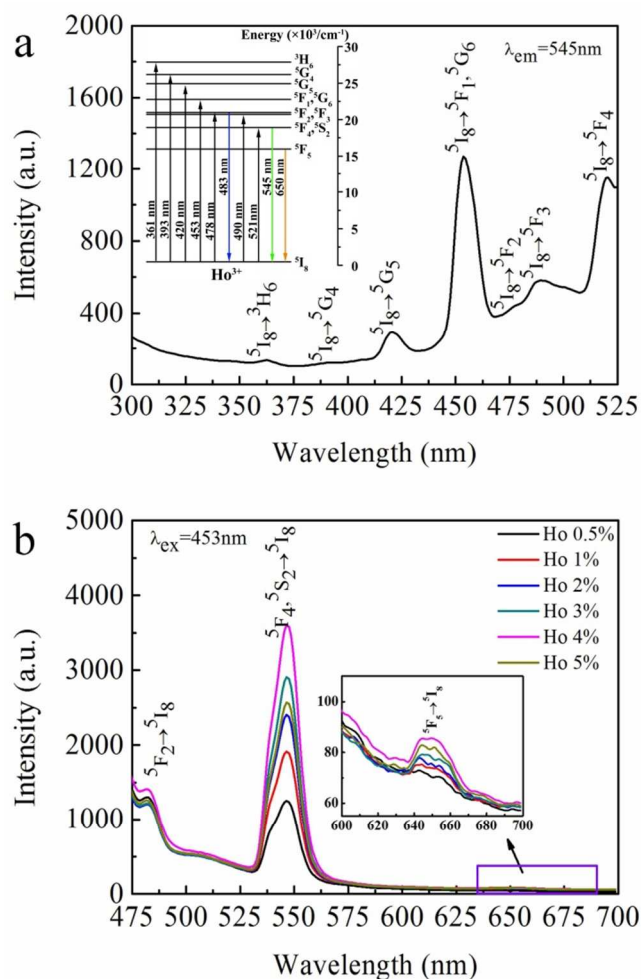 a
Energy (×10³/cm⁻¹)
λem=545nm
³H₆
⁵G₄
⁵G₅
⁵F₁,⁵G₆
⁵F₂,⁵F₃
⁵F₄,⁵S₂
⁵F₅
⁵I₈
30
25
20
15
10
5
0
361 nm
393 nm
420 nm
453 nm
478 nm
483 nm
490 nm
521nm
545 nm
650 nm
Ho³⁺
⁵I₈→³H₆
⁵I₈→⁵G₄
⁵I₈→⁵G₅
⁵I₈→⁵F₁,⁵G₆
⁵I₈→⁵F₂
⁵I₈→⁵F₃
⁵I₈→⁵F₄
Intensity (a.u.)
2000
1600
1200
800
400
0
300 325 350 375 400 425 450 475 500 525
Wavelength (nm)
b
λex=453nm
⁵F₂→⁵I₈
⁵F₄,⁵S₂→⁵I₈
Ho 0.5%
Ho 1%
Ho 2%
Ho 3%
Ho 4%
Ho 5%
⁵F₅→⁵I₈
100
80
60
600 620 640 660 680 700
Intensity (a.u.)
5000
4000
3000
2000
1000
0
475 500 525 550 575 600 625 650 675 700
Wavelength (nm)